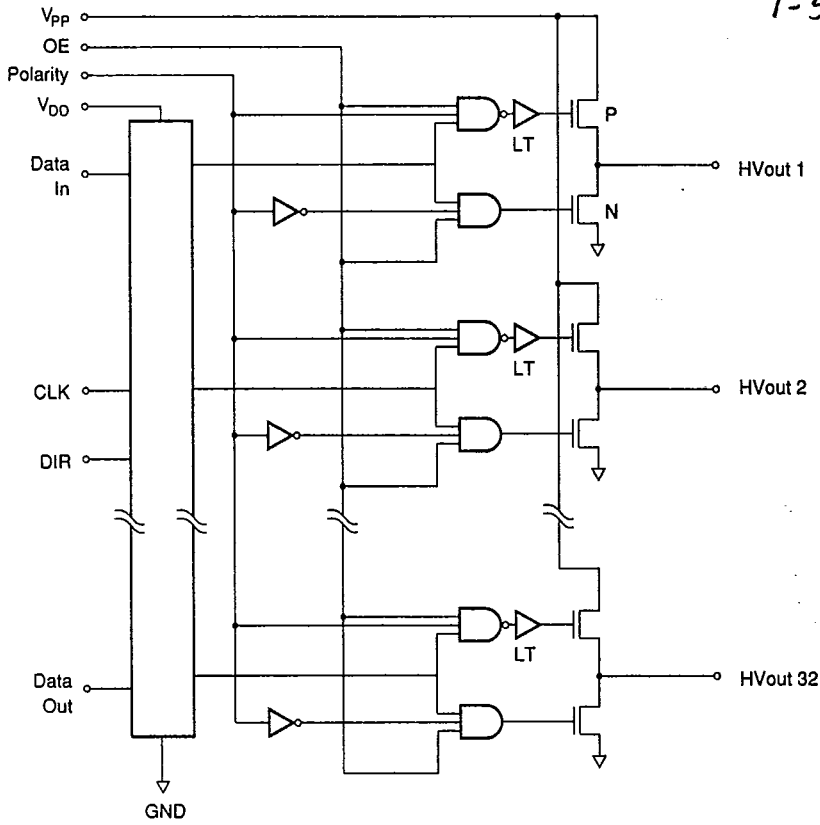 V_PP
OE
Polarity
V_DD
Data In
CLK
DIR
Data Out
GND
LT
P
N
HVout 1
LT
HVout 2
LT
HVout 32